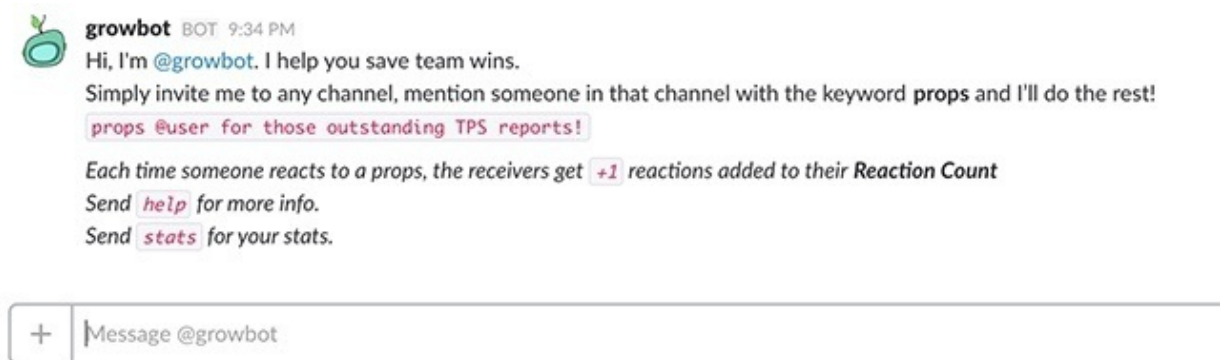 growbot BOT 9:34 PM
Hi, I'm @growbot. I help you save team wins.
Simply invite me to any channel, mention someone in that channel with the keyword props and I'll do the rest!
props @user for those outstanding TPS reports!
Each time someone reacts to a props, the receivers get +1 reactions added to their Reaction Count
Send help for more info.
Send stats for your stats.
Message @growbot